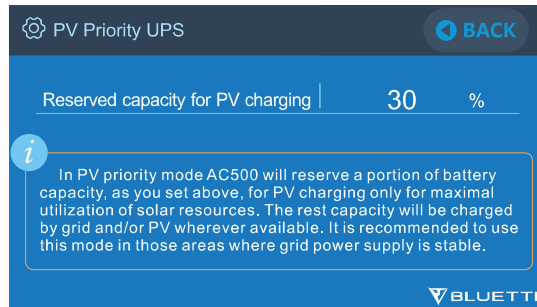 PV Priority UPS
BACK
Reserved capacity for PV charging 30 %
i
In PV priority mode AC500 will reserve a portion of battery
capacity, as you set above, for PV charging only for maximal
utilization of solar resources. The rest capacity will be charged
by grid and/or PV wherever available. It is recommended to use
this mode in those areas where grid power supply is stable.
BLUETTI